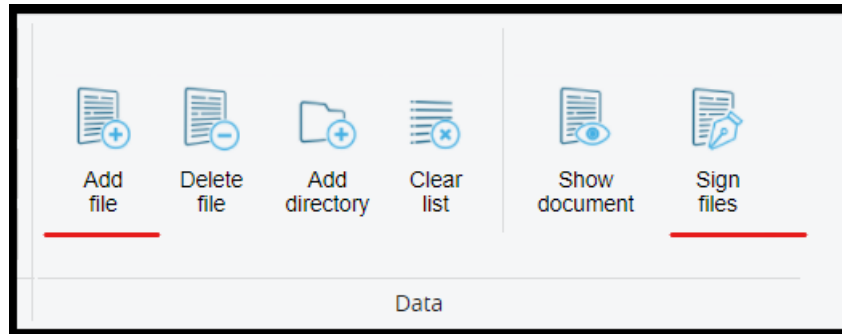 Add
file
Delete
file
Add
directory
Clear
list
Show
document
Sign
files
Data